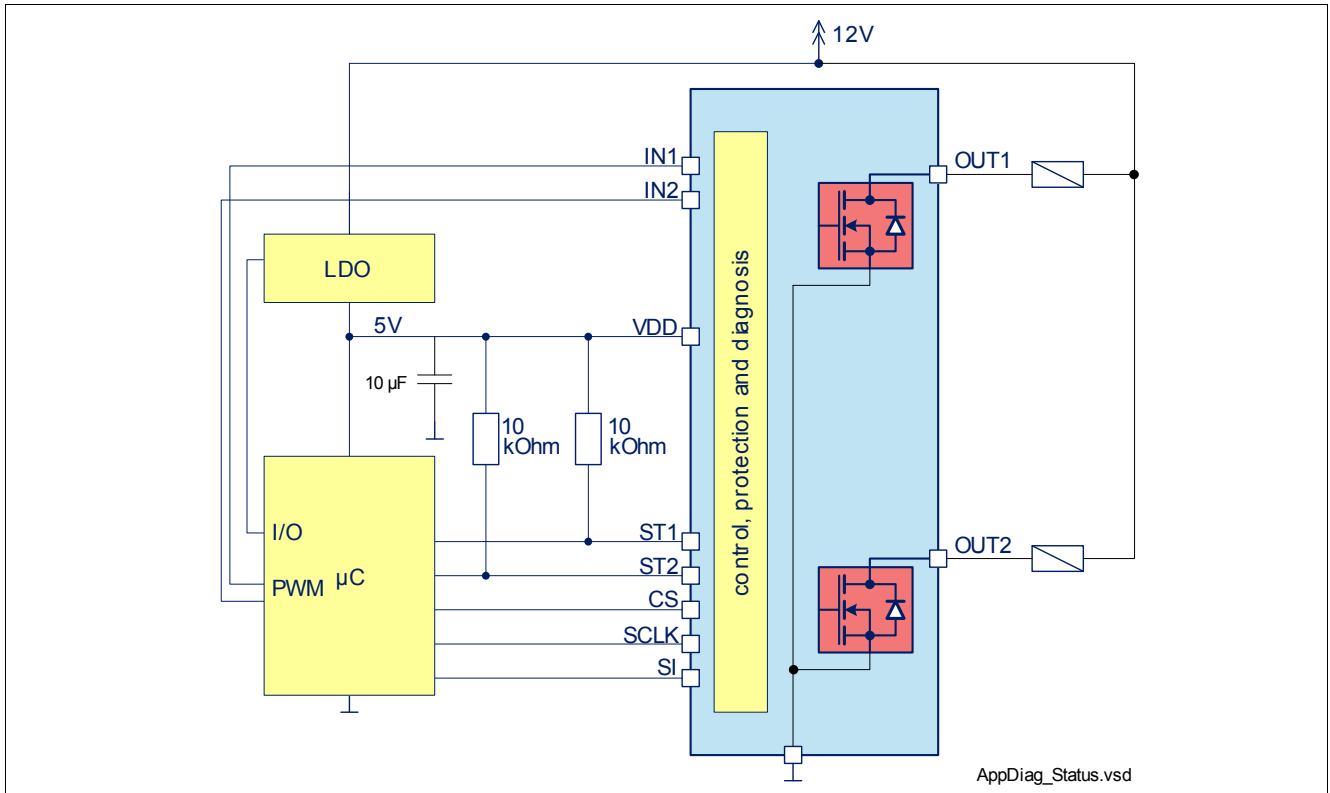 12V
IN1
IN2
OUT1
LDO
5V
VDD
10 µF
10
kOhm
10
kOhm
control, protection and diagnosis
I/O
PWM
µC
ST1
ST2
CS
SCLK
SI
OUT2
AppDiag_Status.vsd